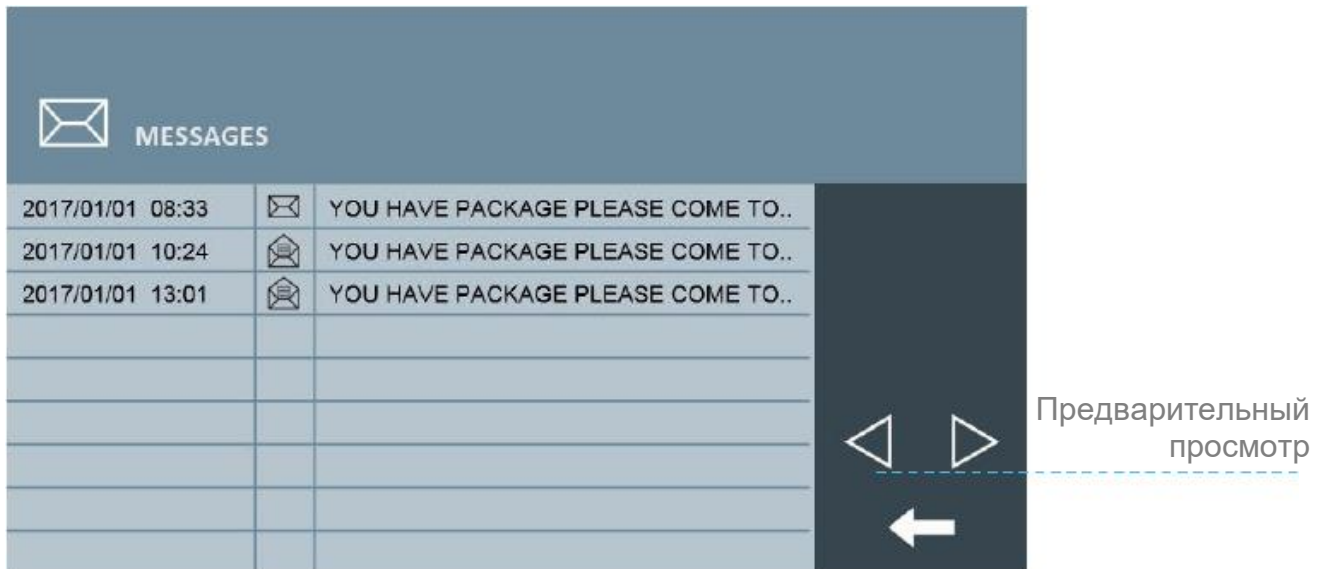 MESSAGES
2017/01/01 08:33 YOU HAVE PACKAGE PLEASE COME TO..
2017/01/01 10:24 YOU HAVE PACKAGE PLEASE COME TO..
2017/01/01 13:01 YOU HAVE PACKAGE PLEASE COME TO..
Предварительный
просмотр